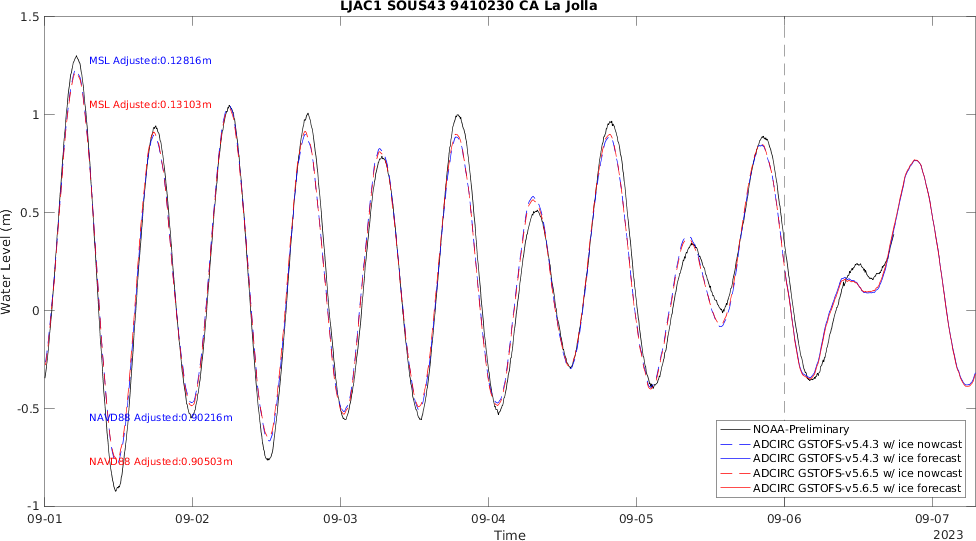 LJAC1 SOUS43 9410230 CA La Jolla
1.5
1
0.5
0
-0.5
-1
Water Level (m)
MSL Adjusted:0.12816m
MSL Adjusted:0.13103m
NAVD88 Adjusted:0.90216m
NAVD88 Adjusted:0.90503m
NOAA-Preliminary
ADCIRC GSTOFS-v5.4.3 w/ ice nowcast
ADCIRC GSTOFS-v5.4.3 w/ ice forecast
ADCIRC GSTOFS-v5.6.5 w/ ice nowcast
ADCIRC GSTOFS-v5.6.5 w/ ice forecast
09-01 09-02 09-03 09-04 09-05 09-06 09-07
Time
2023